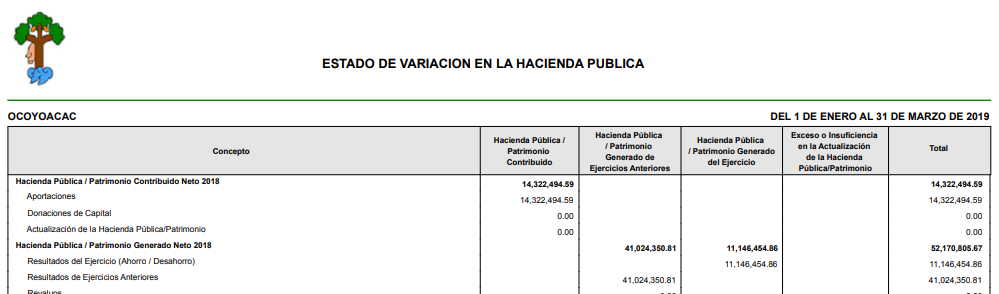 ESTADO DE VARIACION EN LA HACIENDA PUBLICA
OCOYOACAC DEL 1 DE ENERO AL 31 DE MARZO DE 2019
Concepto
Hacienda Pública /
Patrimonio
Contribuido
Hacienda Pública
/ Patrimonio
Generado de
Ejercicios Anteriores
Hacienda Pública
/ Patrimonio Generado
del Ejercicio
Exceso o Insuficiencia
en la Actualización
de la Hacienda
Pública/Patrimonio
Total
Hacienda Pública / Patrimonio Contribuido Neto 2018 14,322,494.59 14,322,494.59
Aportaciones 14,322,494.59 14,322,494.59
Donaciones de Capital 0.00 0.00
Actualización de la Hacienda Pública/Patrimonio 0.00 0.00
Hacienda Pública / Patrimonio Generado Neto 2018 41,024,350.81 11,146,454.86 52,170,805.67
Resultados del Ejercicio (Ahorro / Desahorro) 11,146,454.86 11,146,454.86
Resultados de Ejercicios Anteriores 41,024,350.81 41,024,350.81